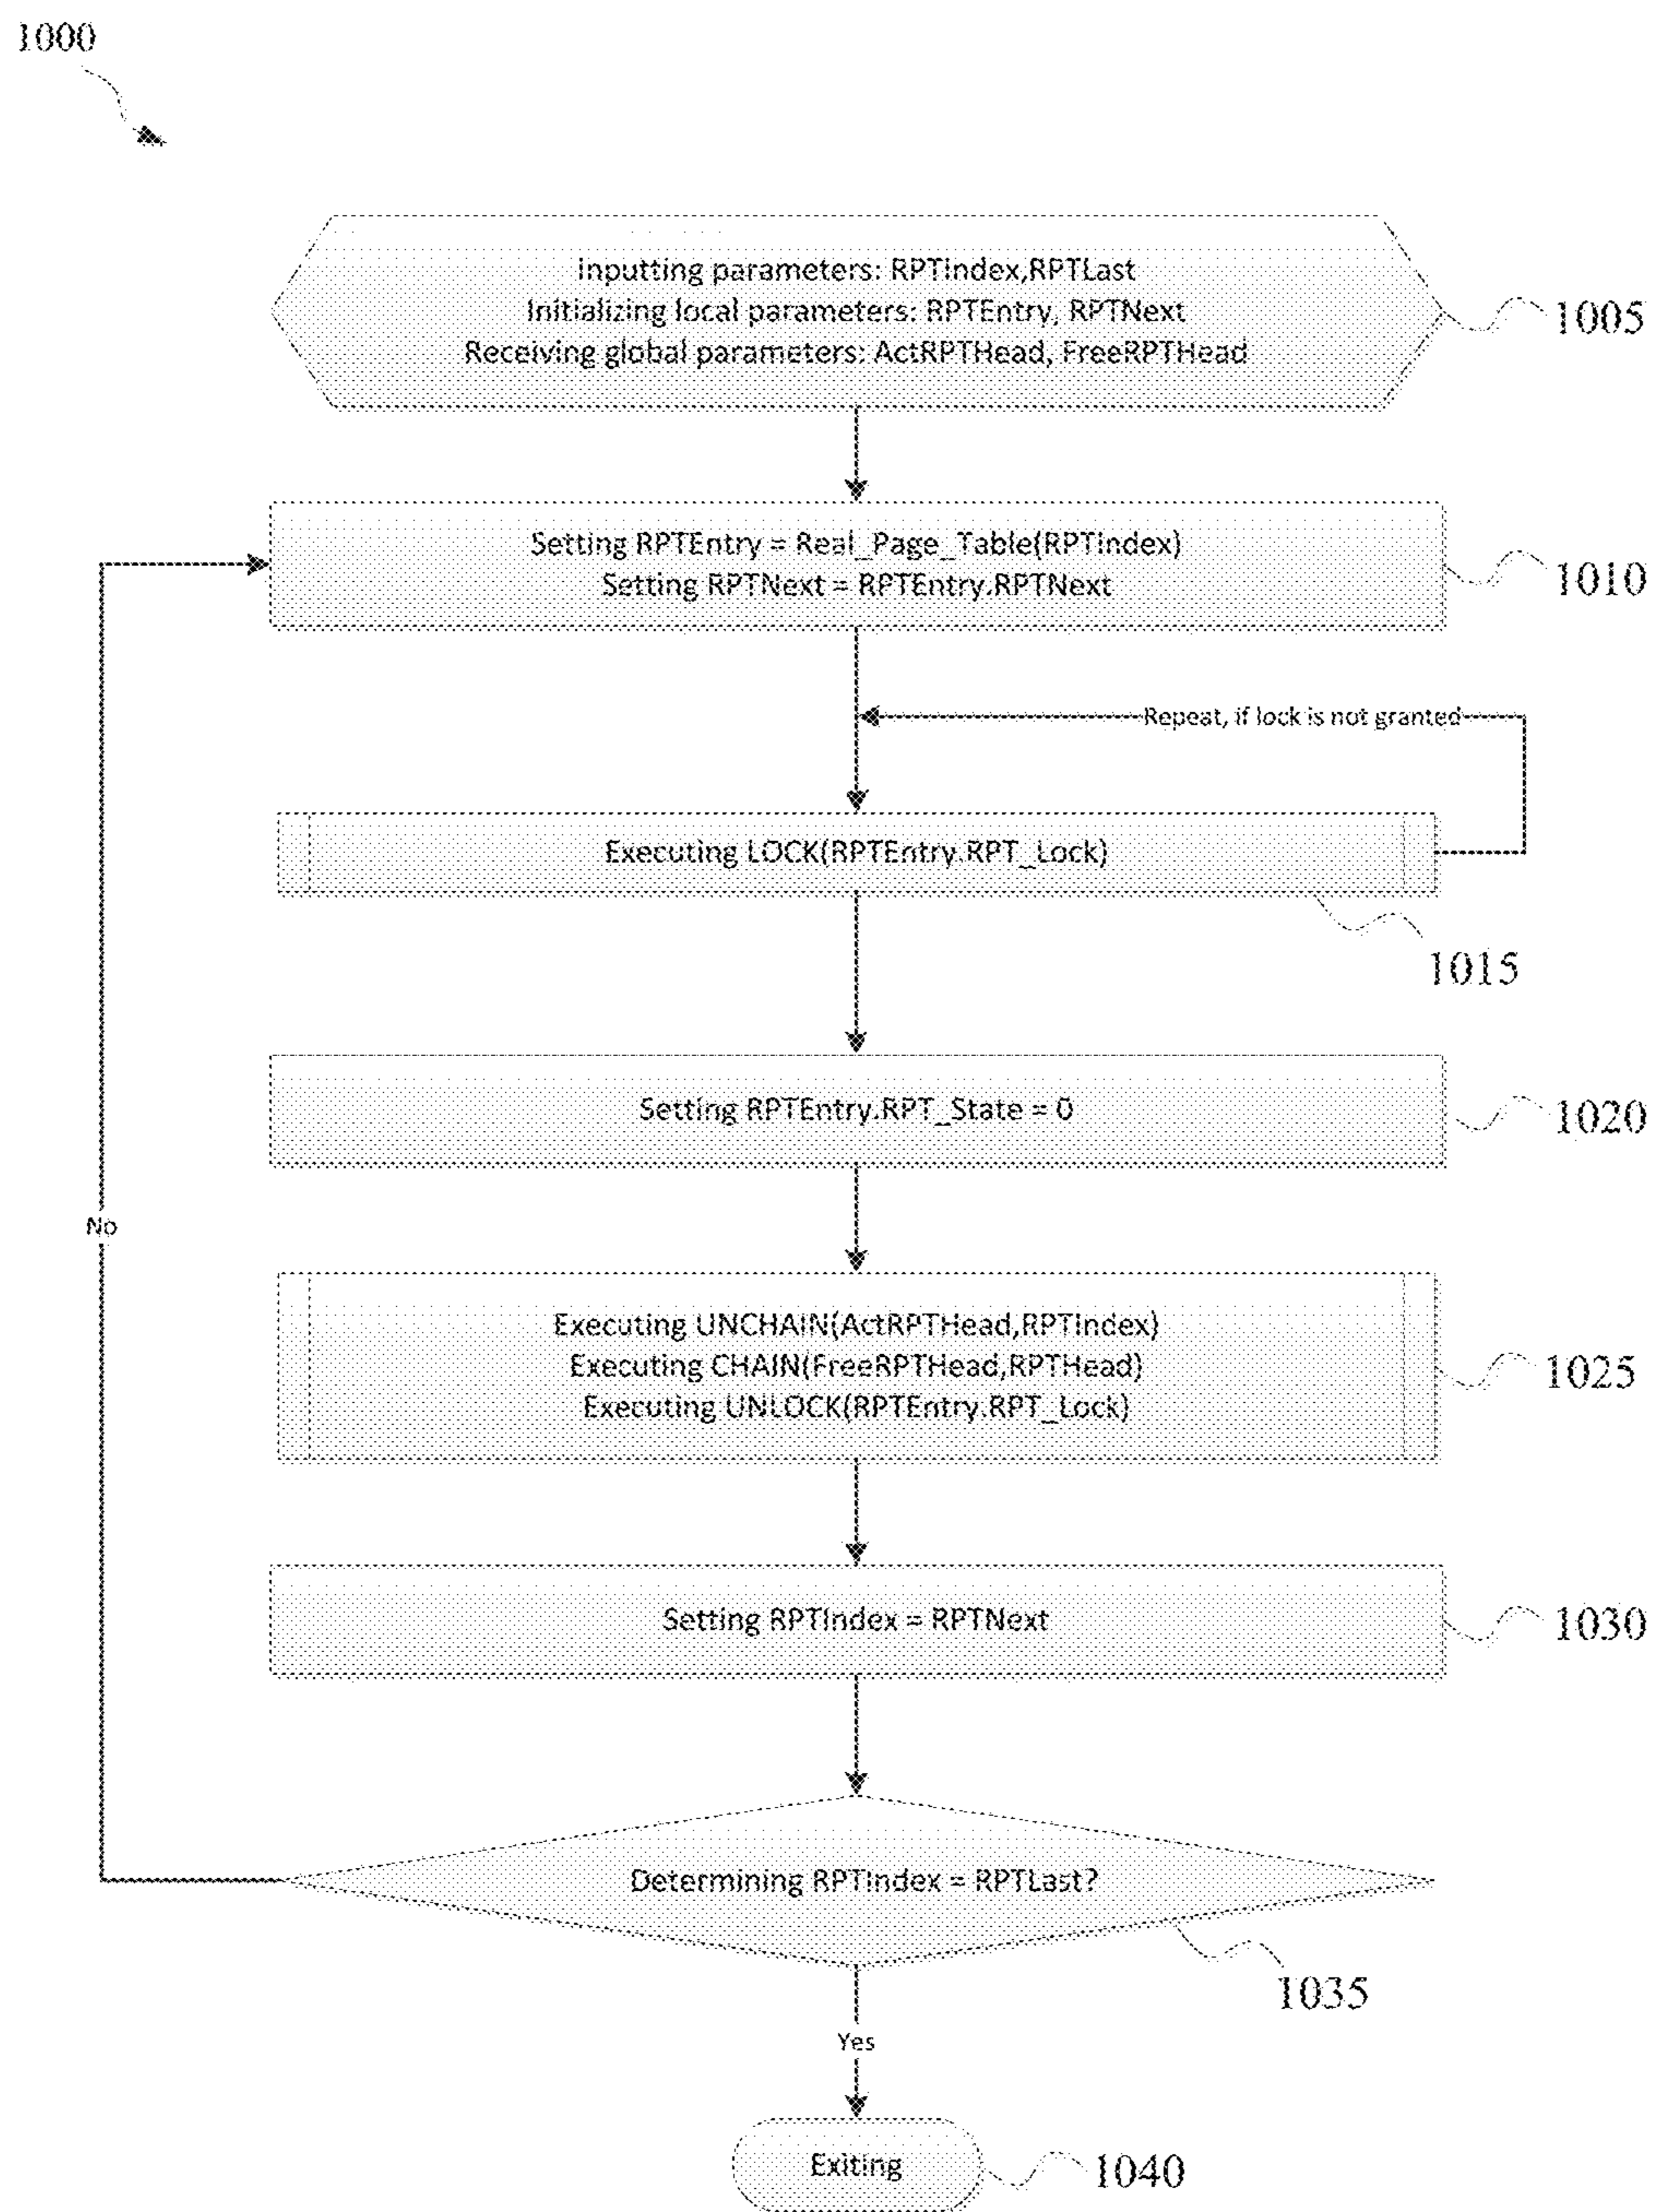 1000
Inputting parameters: RPTIndex,RPTLast
Initializing local parameters: RPTEntry, RPTNext
Receiving global parameters: ActRPTHead, FreeRPTHead
1005
Setting RPTEntry = Real_Page_Table(RPTIndex)
Setting RPTNext = RPTEntry.RPTNext
1010
Repeat, if lock is not granted
Executing LOCK(RPTEntry.RPT_Lock)
1015
Setting RPTEntry.RPT_State = 0
1020
No
Executing UNCHAIN(ActRPTHead,RPTIndex)
Executing CHAIN(FreeRPTHead,RPTHead)
Executing UNLOCK(RPTEntry.RPT_Lock)
1025
Setting RPTIndex = RPTNext
1030
Determining RPTIndex = RPTLast?
1035
Yes
Exiting
1040